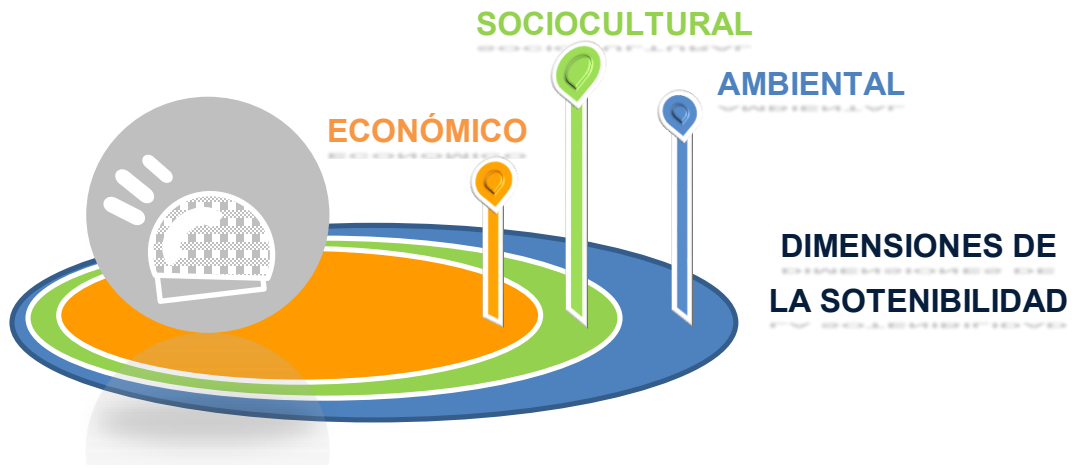 SOCIOCULTURAL
AMBIENTAL
ECONÓMICO
DIMENSIONES DE
LA SOTENIBILIDAD